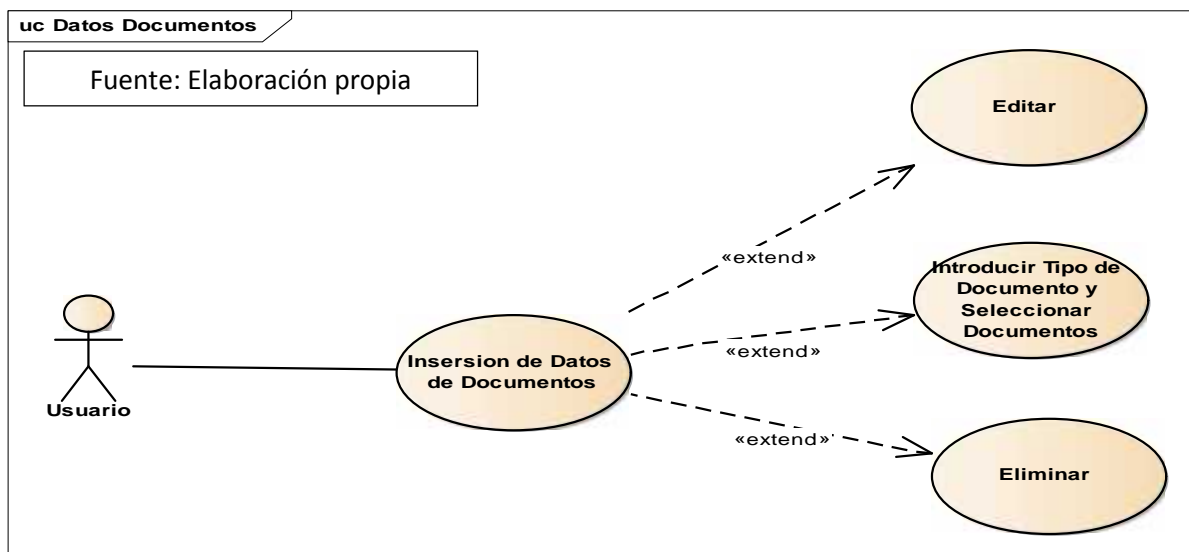 uc Datos Documentos
Fuente: Elaboración propia
Editar
«extend»
Introducir Tipo de
Documento y
Seleccionar
Documentos
«extend»
Insersion de Datos
de Documentos
Usuario
«extend»
Eliminar